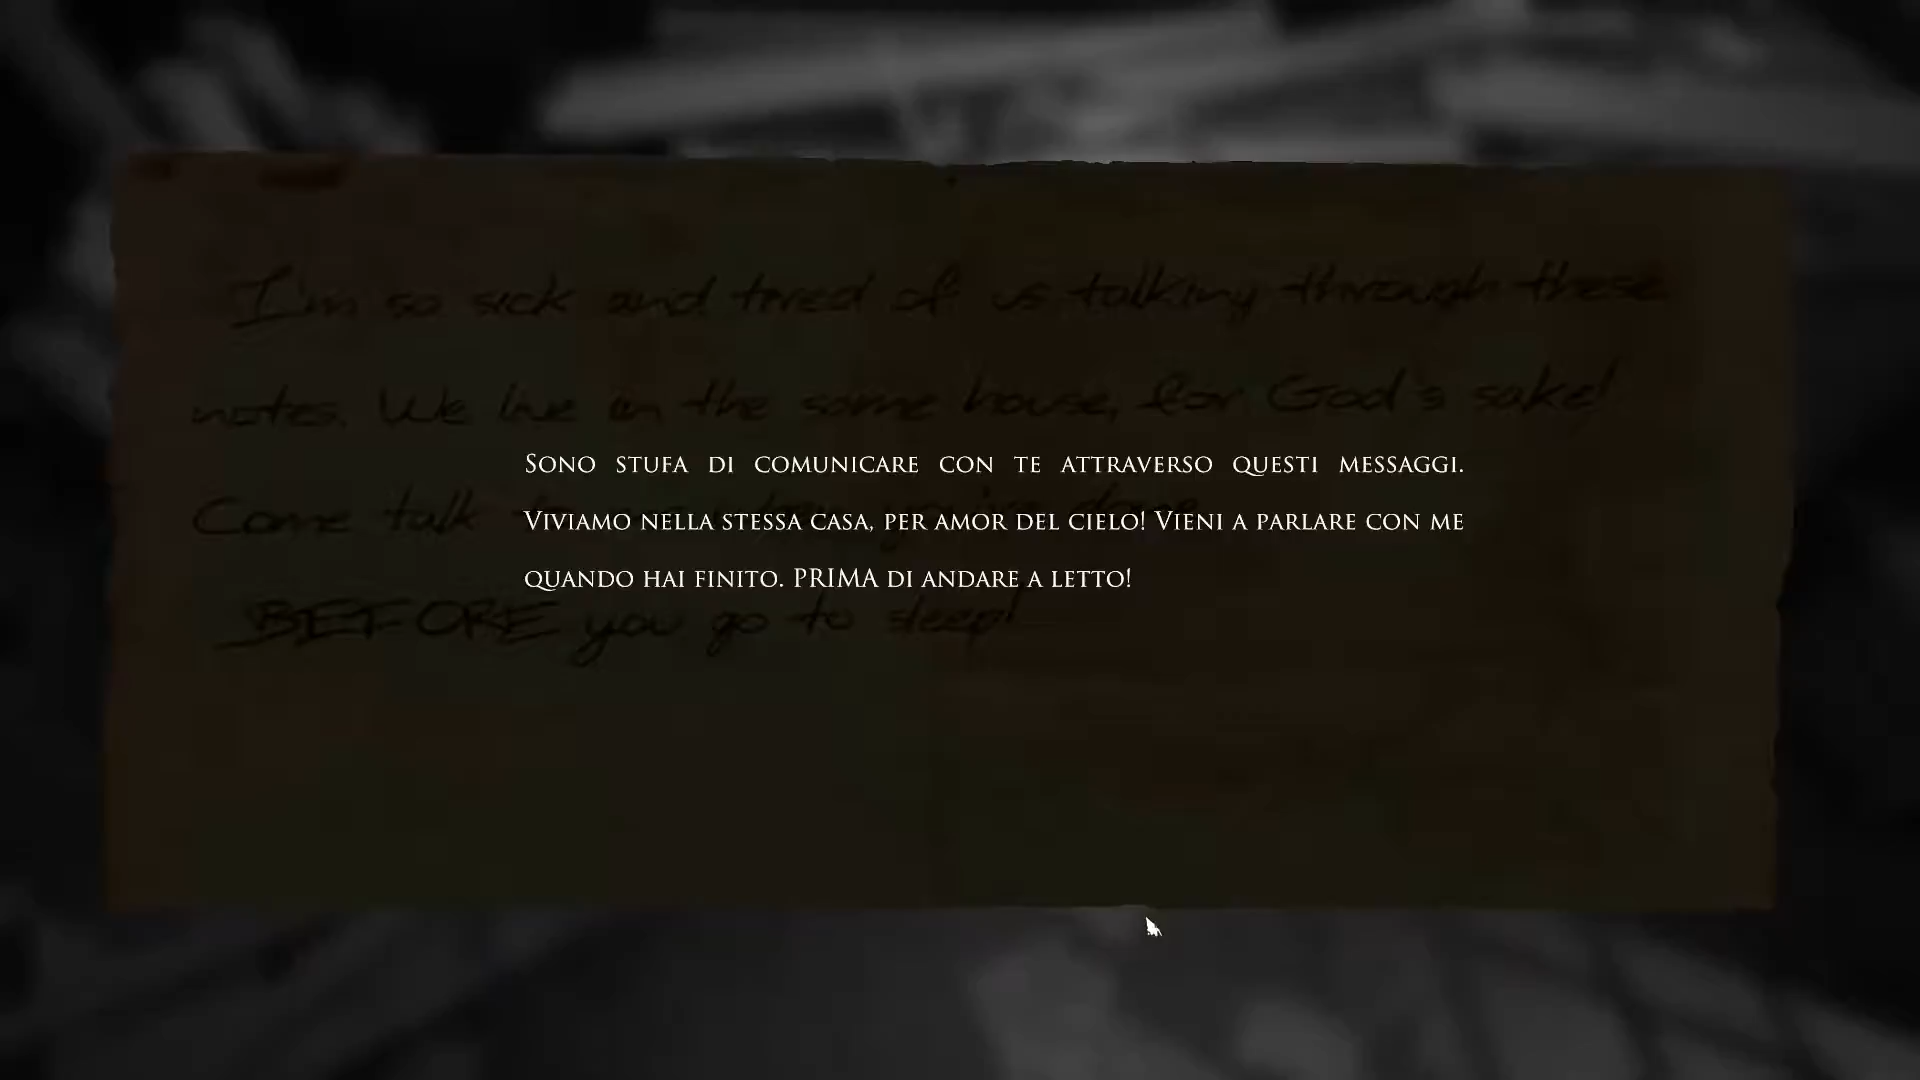 I'm so sick and tired of us talking through these
notes. We live in the same house, for God's sake!
Sono stufa di comunicare con te attraverso questi messaggi.
Come talk
Viviamo nella stessa casa, per amor del cielo! Vieni a parlare con me
quando hai finito. PRIMA di andare a letto!
BEFORE you go to sleep!